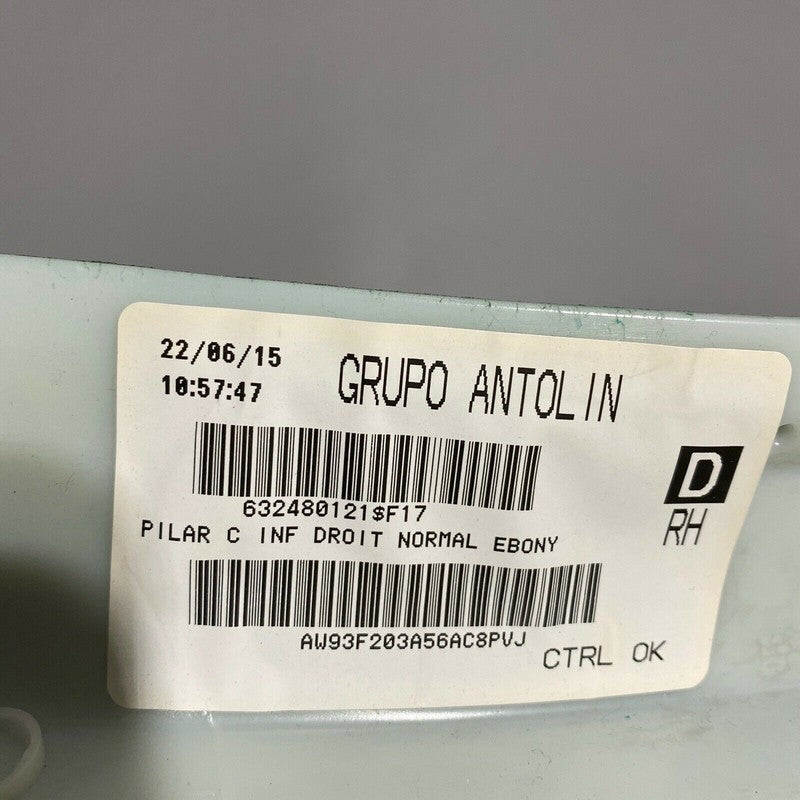 22/06/15
10:57:47
GRUPO ANTOLIN
632480121$F17
PILAR C INF DROIT NORMAL EBONY
D
RH
AW93F203A56AC8PVJ
CTRL OK